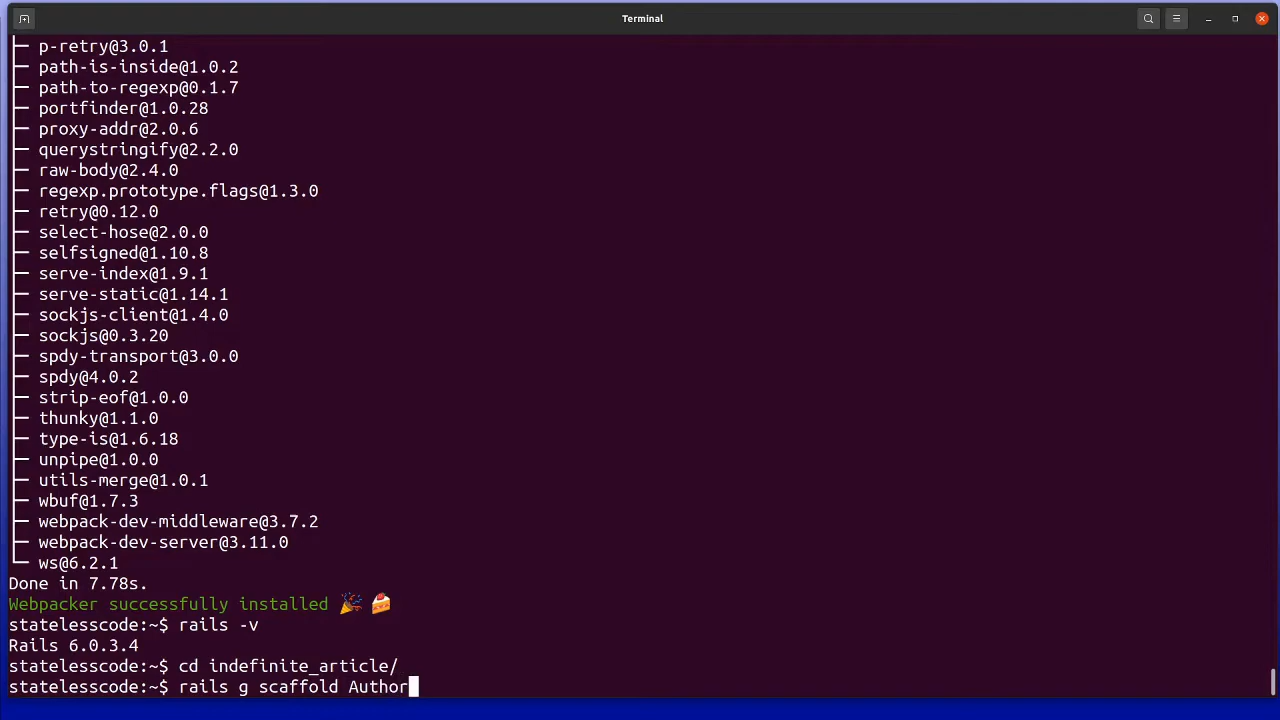 Terminal
├─ p-retry@3.0.1
├─ path-is-inside@1.0.2
├─ path-to-regexp@0.1.7
├─ portfinder@1.0.28
├─ proxy-addr@2.0.6
├─ querystringify@2.2.0
├─ raw-body@2.4.0
├─ regexp.prototype.flags@1.3.0
├─ retry@0.12.0
├─ select-hose@2.0.0
├─ selfsigned@1.10.8
├─ serve-index@1.9.1
├─ serve-static@1.14.1
├─ sockjs-client@1.4.0
├─ sockjs@0.3.20
├─ spdy-transport@3.0.0
├─ spdy@4.0.2
├─ strip-eof@1.0.0
├─ thunky@1.1.0
├─ type-is@1.6.18
├─ unpipe@1.0.0
├─ utils-merge@1.0.1
├─ wbuf@1.7.3
├─ webpack-dev-middleware@3.7.2
├─ webpack-dev-server@3.11.0
└─ ws@6.2.1
Done in 7.78s.
Webpacker successfully installed 🎉 🍰
statelesscode:~$ rails -v
Rails 6.0.3.4
statelesscode:~$ cd indefinite_article/
statelesscode:~$ rails g scaffold Author